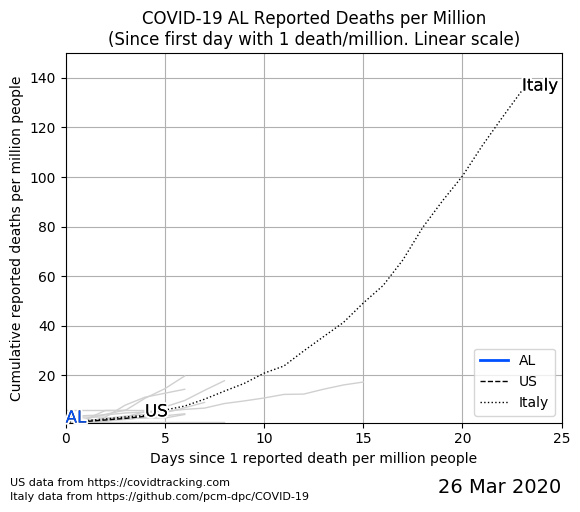 COVID-19 AL Reported Deaths per Million
(Since first day with 1 death/million. Linear scale)
Cumulative reported deaths per million people
140
120
100
80
60
40
20
Italy
US
AL
AL
US
Italy
0
5
10
15
20
25
Days since 1 reported death per million people
US data from https://covidtracking.com
Italy data from https://github.com/pcm-dpc/COVID-19
26 Mar 2020